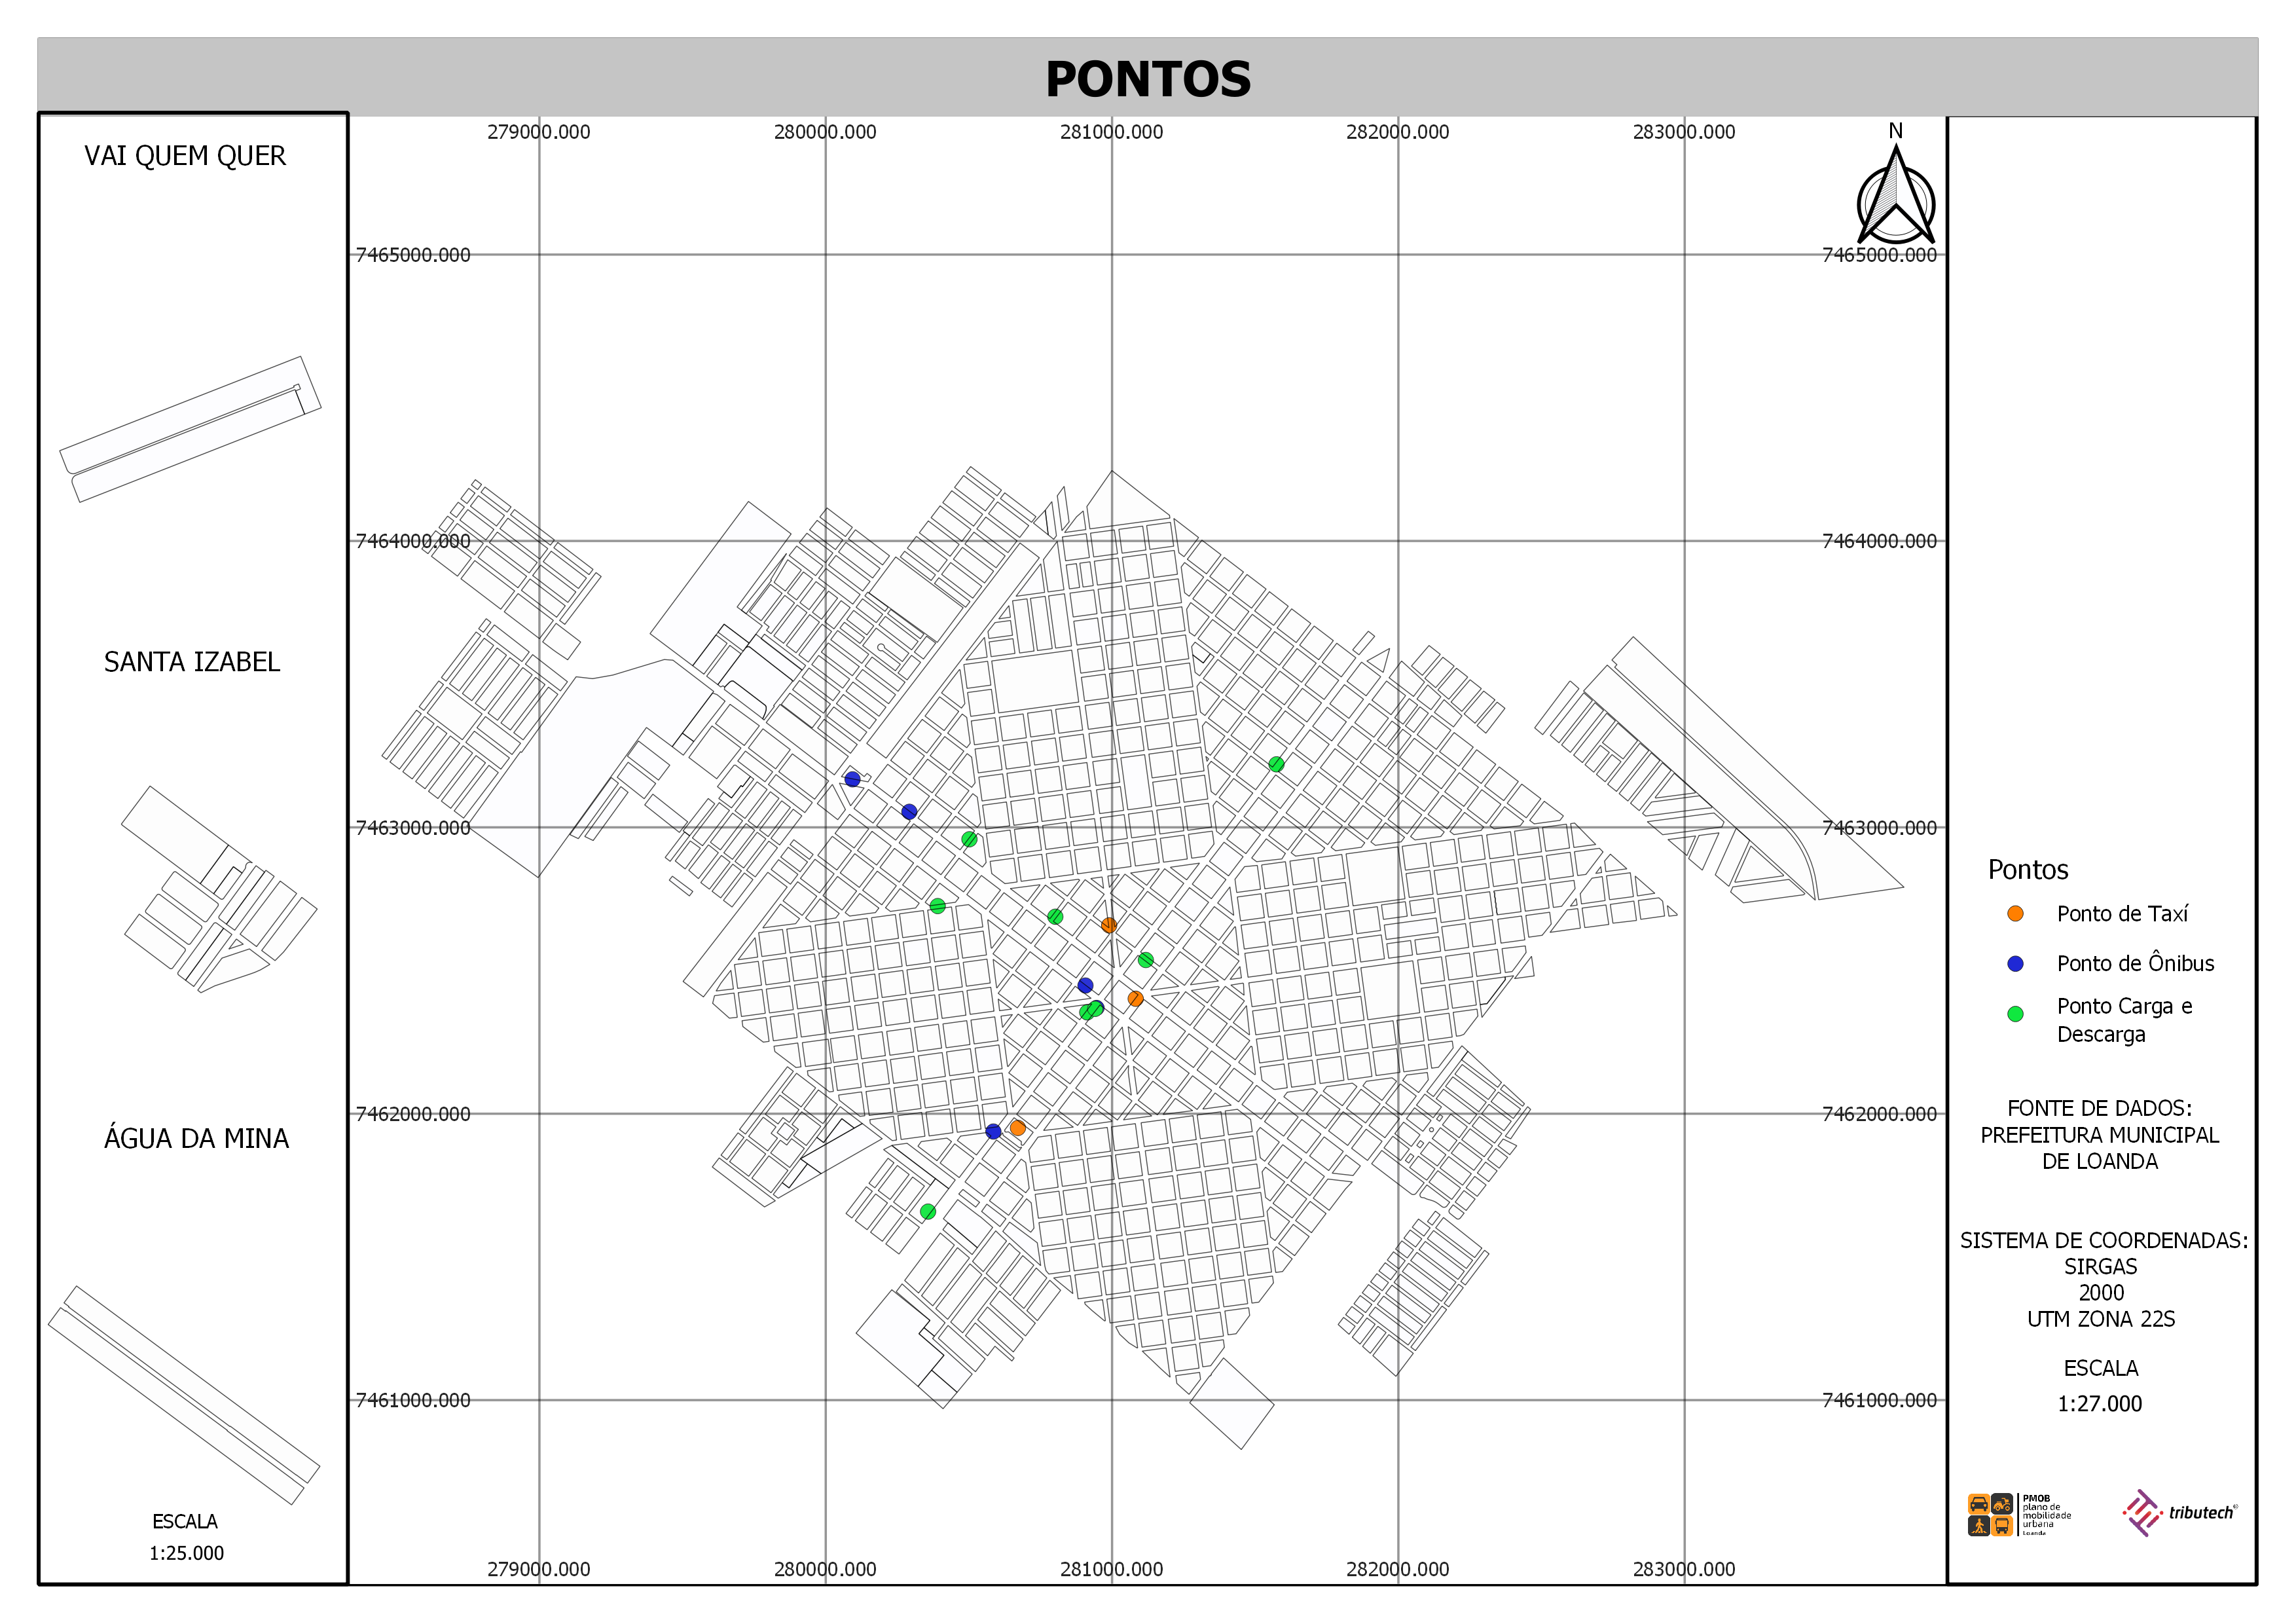 PONTOS
VAI QUEM QUER
SANTA IZABEL
ÁGUA DA MINA
ESCALA
1:25.000
279000.000 280000.000 281000.000 282000.000 283000.000
N
7465000.000 7465000.000
7464000.000 7464000.000
7463000.000 7463000.000
7462000.000 7462000.000
7461000.000 7461000.000
279000.000 280000.000 281000.000 282000.000 283000.000
Pontos
Ponto de Taxí
Ponto de Ônibus
Ponto Carga e
Descarga
FONTE DE DADOS:
PREFEITURA MUNICIPAL
DE LOANDA
SISTEMA DE COORDENADAS:
SIRGAS
2000
UTM ZONA 22S
ESCALA
1:27.000
PMOB
plano de
mobilidade
urbana
Loanda
tributech®